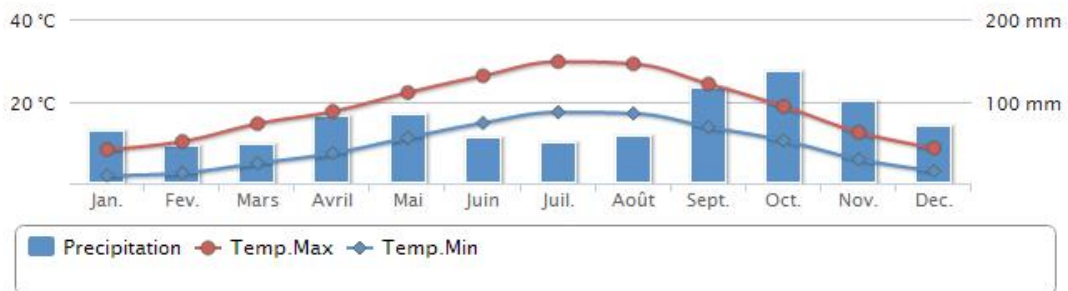 40 °C 200 mm
20 °C 100 mm
Jan. Fev. Mars Avril Mai Juin Juil. Août Sept. Oct. Nov. Dec.
Precipitation Temp.Max Temp.Min